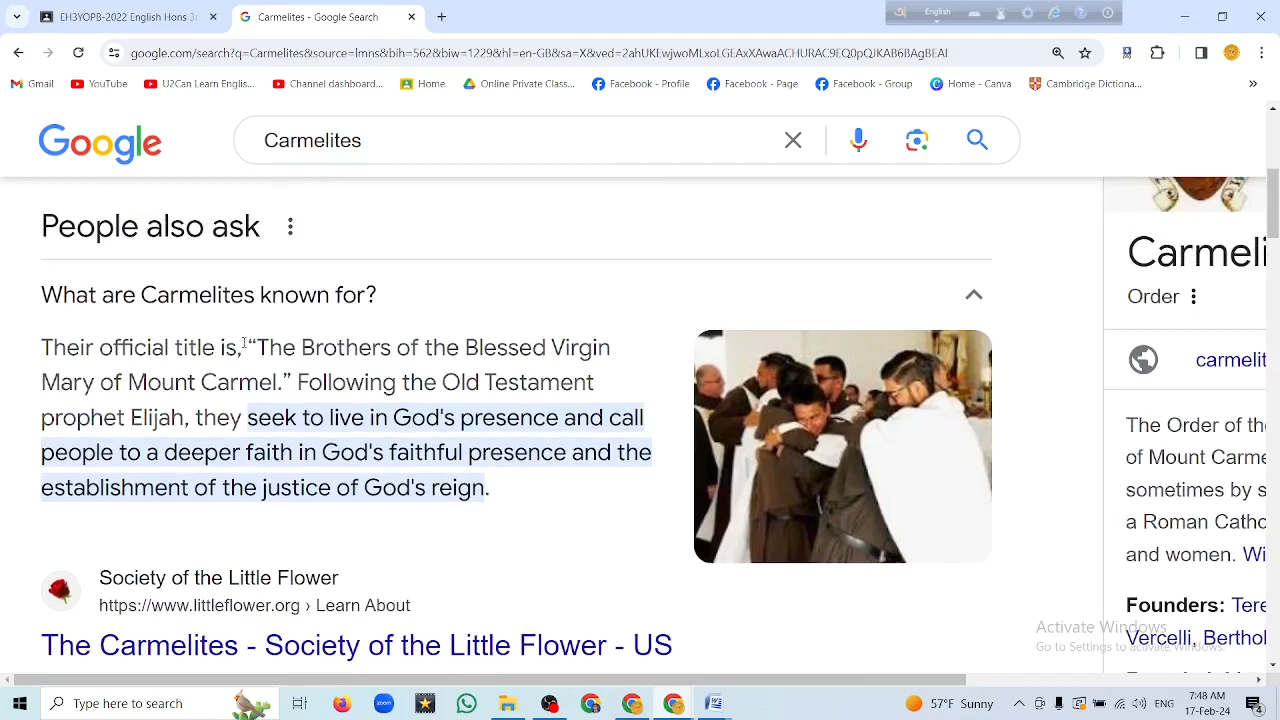 EH3YOP2020 - English Hons. I
G Carmelites - Google Search
English
google.com/search?q=Carmelites&source=lmns&bih=562&biw=1229&hl=en-GB&sa=X&ved=2ahUKEwjvoMLxoLGEAxXAwaACHURAC9EQ0pQJKAB6BAgBEAI
Gmail YouTube U2Can Learn Englis... Channel content - Y... Home Online Private Class... Facebook - Profile Facebook - Page Facebook - Group Home - Canva Cambridge Dictiona... »
Google Carmelites
People also ask
What are Carmelites known for?
Their official title is, “The Brothers of the Blessed Virgin
Mary of Mount Carmel.” Following the Old Testament
prophet Elijah, they seek to live in God's presence and call
people to a deeper faith in God's faithful presence and the
establishment of the justice of God's reign.
Society of the Little Flower
https://www.littleflower.org › Learn About
The Carmelites - Society of the Little Flower - US
Carmeli
Order
carmelit
The Order of the
of Mount Carme
sometimes by s
a Roman Catho
and women. Wi
Founders: Tere
Vercelli, Berthol
Activate Windows
Go to Settings to activate Windows.
Type here to search
zoom
57°F Sunny
ENG
7:48 AM
17-Feb-24